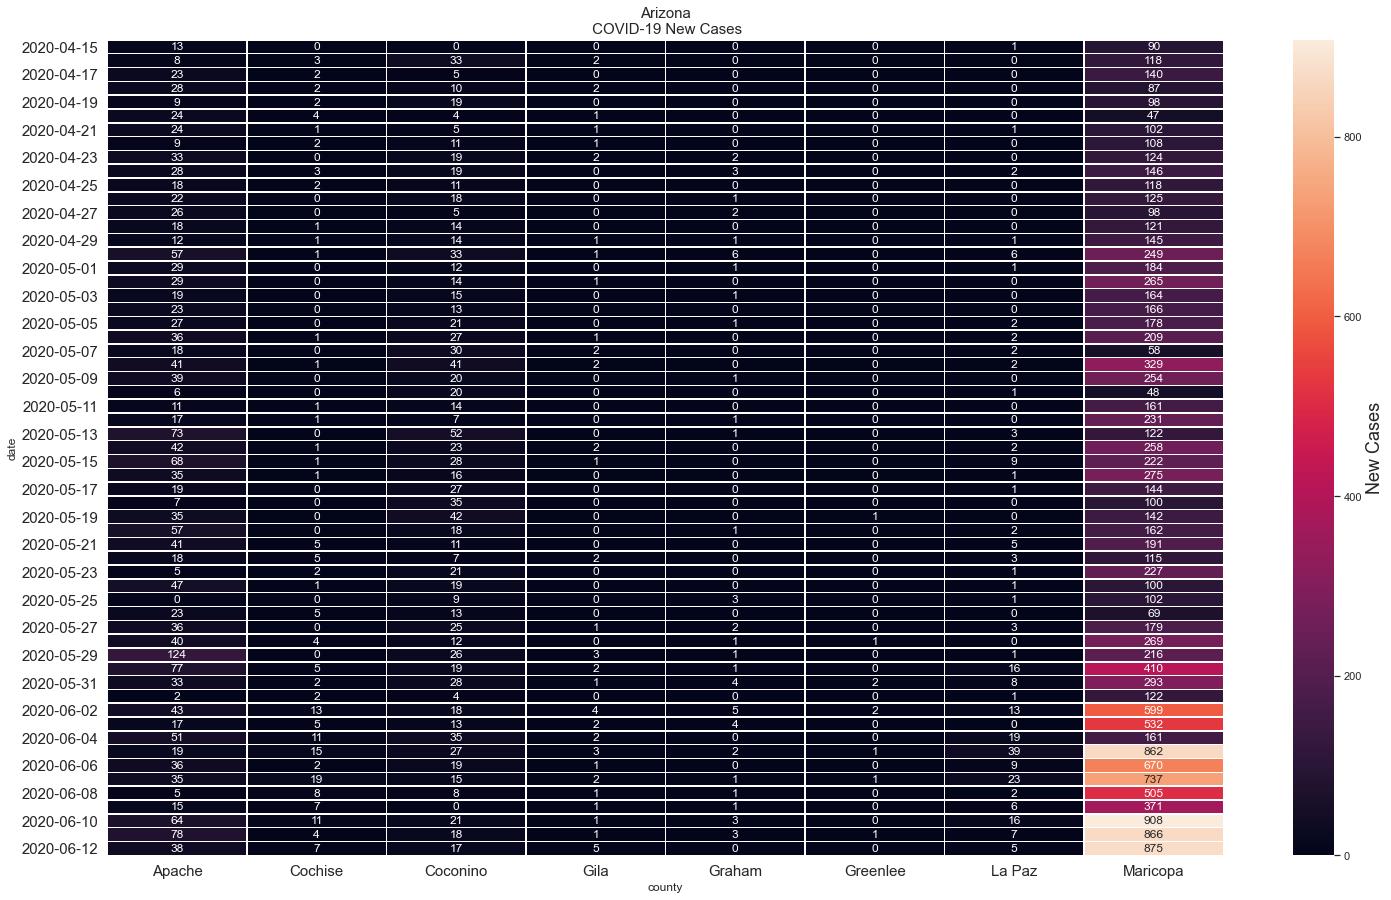 Arizona
COVID-19 New Cases
2020-04-15 13 0 0 0 0 0 1 90
8 3 33 2 0 0 0 118
2020-04-17 23 2 5 0 0 0 0 140
28 2 10 2 0 0 0 87
2020-04-19 9 2 19 0 0 0 0 98
24 4 4 1 0 0 0 47
2020-04-21 24 1 5 1 0 0 1 102
9 2 11 1 0 0 0 108
2020-04-23 33 0 19 2 2 0 0 124
28 3 19 0 3 0 2 146
2020-04-25 18 2 11 0 0 0 0 118
22 0 18 0 1 0 0 125
2020-04-27 26 0 5 0 2 0 0 98
18 1 14 0 0 0 0 121
2020-04-29 12 1 14 1 1 0 1 145
57 1 33 1 6 0 6 249
2020-05-01 29 0 12 0 1 0 1 184
29 0 14 1 0 0 0 265
2020-05-03 19 0 15 0 1 0 0 164
23 0 13 0 0 0 0 166
2020-05-05 27 0 21 0 1 0 2 178
36 1 27 1 0 0 2 209
2020-05-07 18 0 30 2 0 0 2 58
41 1 41 2 0 0 2 329
2020-05-09 39 0 20 0 1 0 0 254
6 0 20 0 0 0 1 48
2020-05-11 11 1 14 0 0 0 0 161
17 1 7 0 1 0 0 231
2020-05-13 73 0 52 0 1 0 3 122
42 1 23 2 0 0 2 258
2020-05-15 68 1 28 1 0 0 9 222
35 1 16 0 0 0 1 275
2020-05-17 19 0 27 0 0 0 1 144
7 0 35 0 0 0 0 100
2020-05-19 35 0 42 0 0 1 0 142
57 0 18 0 1 0 2 162
2020-05-21 41 5 11 0 0 0 5 191
18 5 7 2 0 0 3 115
2020-05-23 5 2 21 0 0 0 1 227
47 1 19 0 0 0 1 100
2020-05-25 0 0 9 0 3 0 1 102
23 5 13 0 0 0 0 69
2020-05-27 36 0 25 1 2 0 3 179
40 4 12 0 1 1 0 269
2020-05-29 124 0 26 3 1 0 1 216
77 5 19 2 1 0 16 410
2020-05-31 33 2 28 1 4 2 8 293
2 2 4 0 0 0 1 122
2020-06-02 43 13 18 4 5 2 13 599
17 5 13 2 4 0 0 532
2020-06-04 51 11 35 2 0 0 19 161
19 15 27 3 2 1 39 862
2020-06-06 36 2 19 1 0 0 9 670
35 19 15 2 1 1 23 737
2020-06-08 5 8 8 1 1 0 2 505
15 7 0 1 1 0 6 371
2020-06-10 64 11 21 1 3 0 16 908
78 4 18 1 3 1 7 866
2020-06-12 38 7 17 5 0 0 5 875
Apache Cochise Coconino Gila Graham Greenlee La Paz Maricopa
county
date
800
600
400
200
0
New Cases